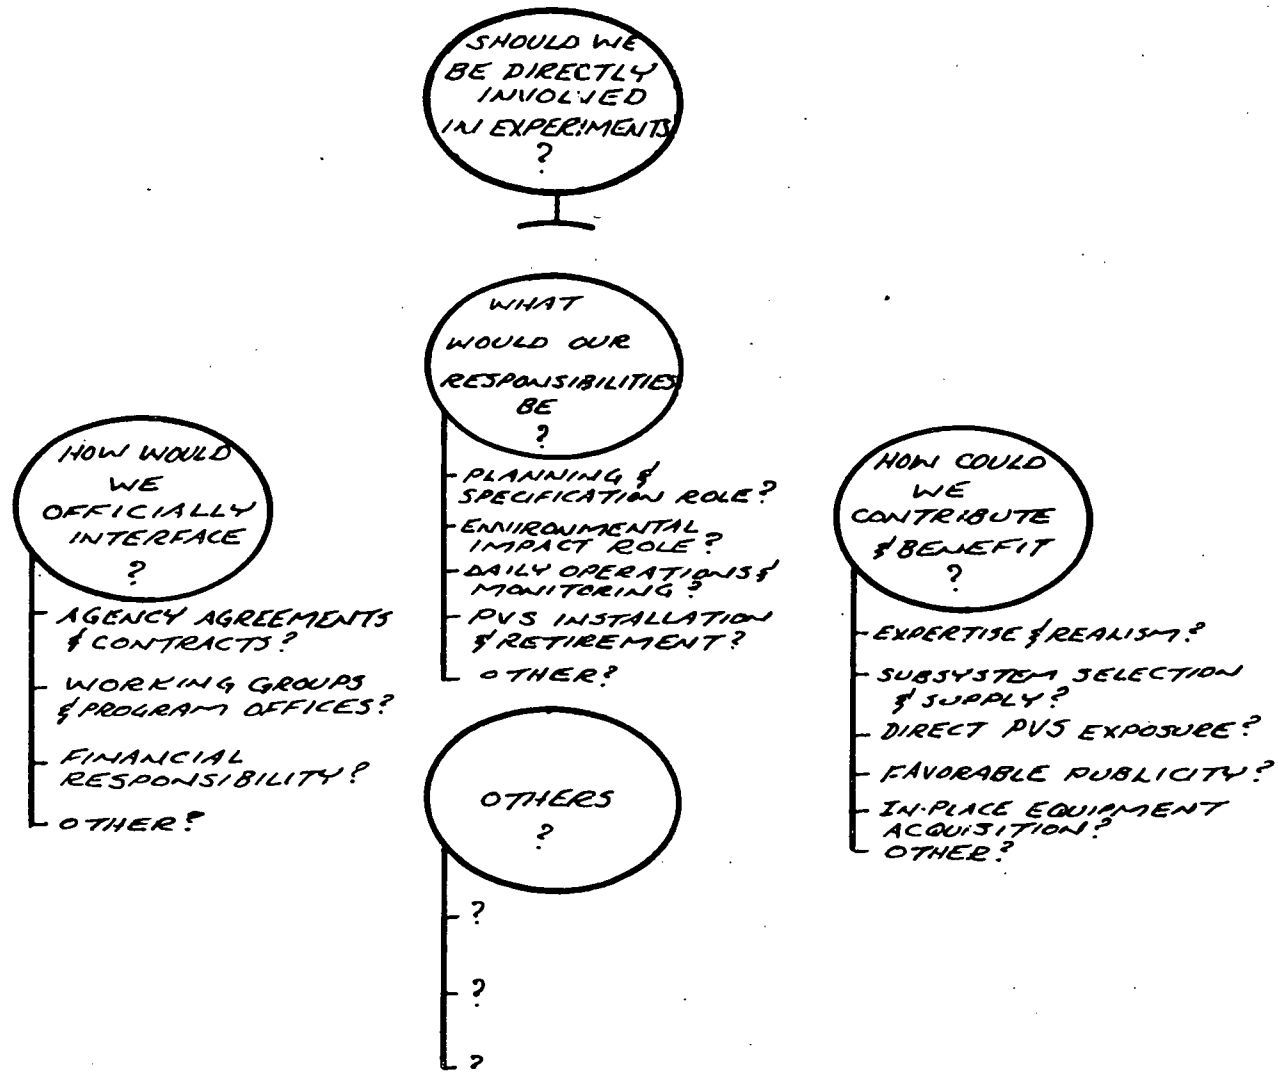 SHOULD WE
BE DIRECTLY
INVOLVED
IN EXPERIMENTS
?
WHAT
WOULD OUR
RESPONSIBILITIES
BE
?
PLANNING &
SPECIFICATION ROLE?
ENVIRONMENTAL
IMPACT ROLE?
DAILY OPERATIONS &
MONITORING?
PVS INSTALLATION
& RETIREMENT?
OTHER?
HOW WOULD
WE
OFFICIALLY
INTERFACE
?
AGENCY AGREEMENTS
& CONTRACTS?
WORKING GROUPS
& PROGRAM OFFICES?
FINANCIAL
RESPONSIBILITY?
OTHER?
HOW COULD
WE
CONTRIBUTE
& BENEFIT
?
EXPERTISE & REALISM?
SUBSYSTEM SELECTION
& SUPPLY?
DIRECT PVS EXPOSURE?
FAVORABLE PUBLICITY?
IN-PLACE EQUIPMENT
ACQUISITION?
OTHER?
OTHERS
?
?
?
?